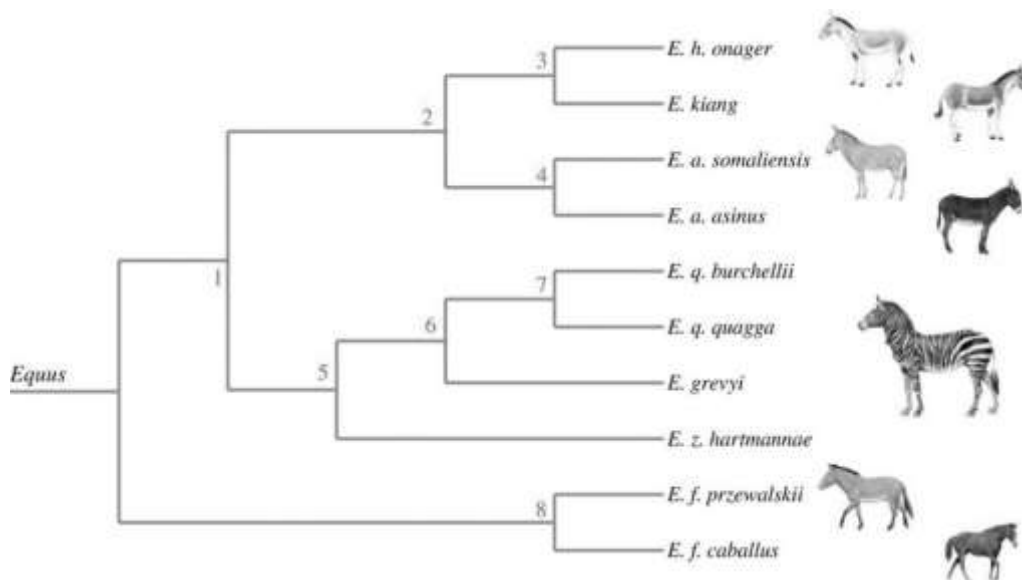 E. h. onager
3
E. kiang
2
E. a. somaliensis
4
E. a. asinus
1
E. q. burchellii
7
E. q. quagga
6
Equus
5
E. grevyi
E. z. hartmannae
E. f. przewalskii
8
E. f. caballus